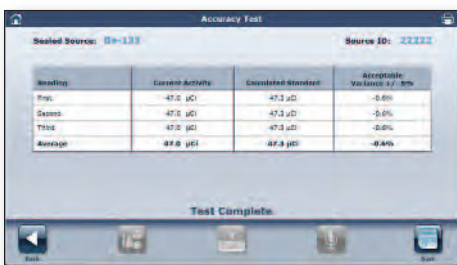 Accuracy Test
Sealed Source: Ba-133 Source ID: 22222
Reading Current Activity Calculated Standard Acceptable Variance +/- 5%
First 47.0 µCi 47.3 µCi -0.6%
Second 47.0 µCi 47.3 µCi -0.6%
Third 47.0 µCi 47.3 µCi -0.6%
Average 47.0 µCi 47.3 µCi -0.6%
Test Complete
Back